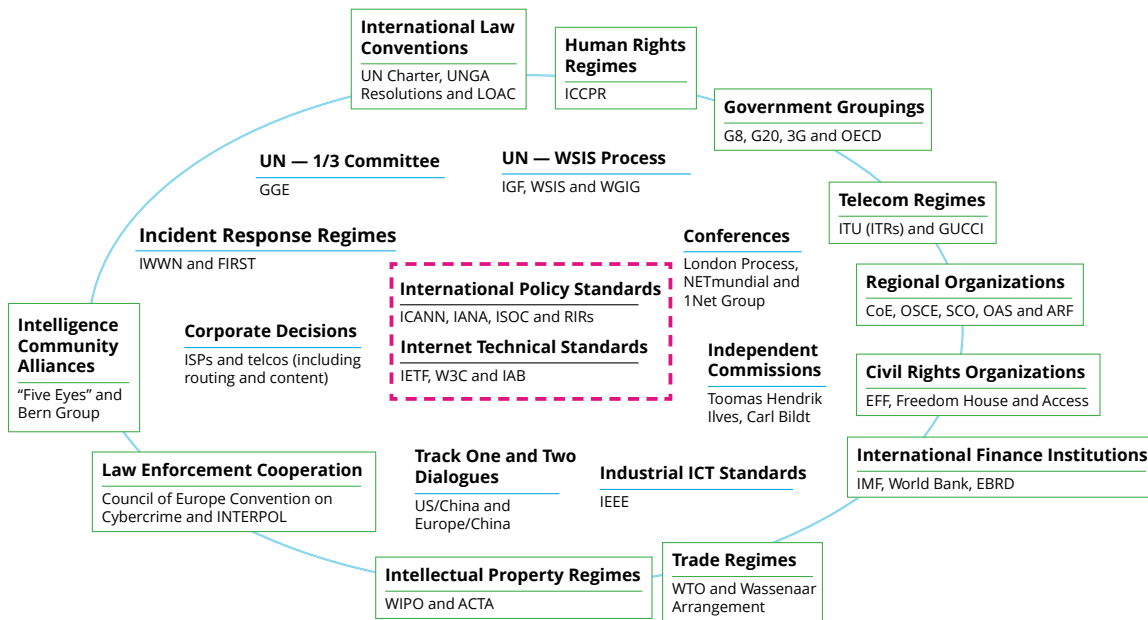 International Law
Conventions
UN Charter, UNGA
Resolutions and LOAC
Human Rights
Regimes
ICCPR
Government Groupings
G8, G20, 3G and OECD
UN — 1/3 Committee
GGE
UN — WSIS Process
IGF, WSIS and WGIG
Telecom Regimes
ITU (ITRs) and GUCCI
Incident Response Regimes
IWWN and FIRST
Conferences
London Process,
NETmundial and
1Net Group
International Policy Standards
ICANN, IANA, ISOC and RIRs
Internet Technical Standards
IETF, W3C and IAB
Regional Organizations
CoE, OSCE, SCO, OAS and ARF
Intelligence
Community
Alliances
“Five Eyes” and
Bern Group
Corporate Decisions
ISPs and telcos (including
routing and content)
Independent
Commissions
Toomas Hendrik
Ilves, Carl Bildt
Civil Rights Organizations
EFF, Freedom House and Access
Law Enforcement Cooperation
Council of Europe Convention on
Cybercrime and INTERPOL
Track One and Two
Dialogues
US/China and
Europe/China
Industrial ICT Standards
IEEE
International Finance Institutions
IMF, World Bank, EBRD
Intellectual Property Regimes
WIPO and ACTA
Trade Regimes
WTO and Wassenaar
Arrangement